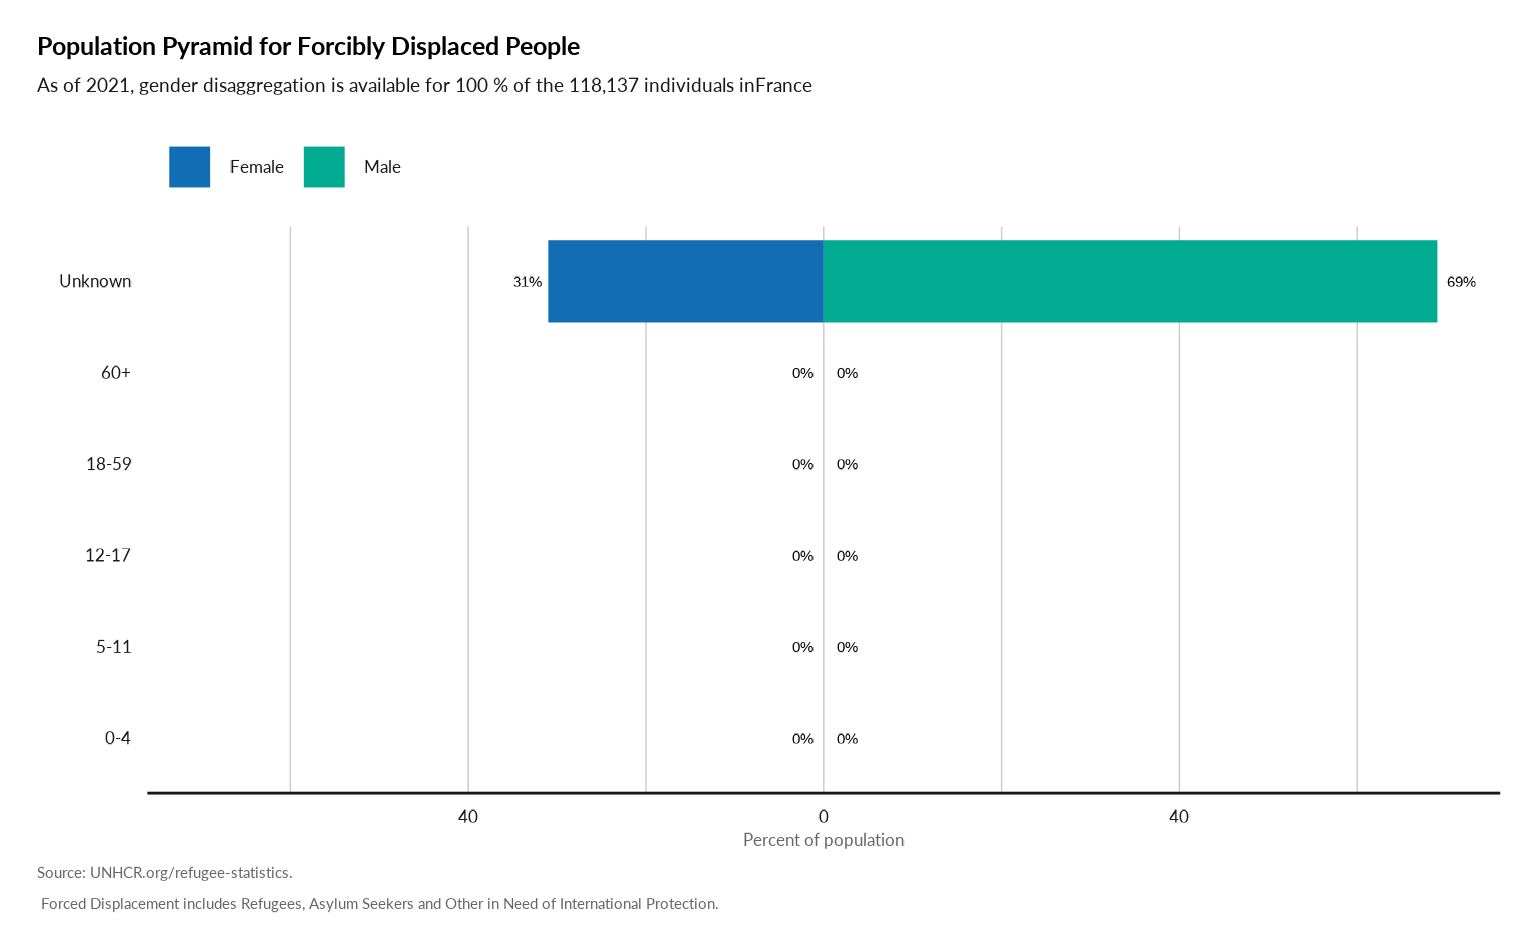 Population Pyramid for Forcibly Displaced People
As of 2021, gender disaggregation is available for 100 % of the 118,137 individuals inFrance
Female Male
Unknown 31% 69%
60+ 0% 0%
18-59 0% 0%
12-17 0% 0%
5-11 0% 0%
0-4 0% 0%
40 0 40
Percent of population
Source: UNHCR.org/refugee-statistics.
Forced Displacement includes Refugees, Asylum Seekers and Other in Need of International Protection.